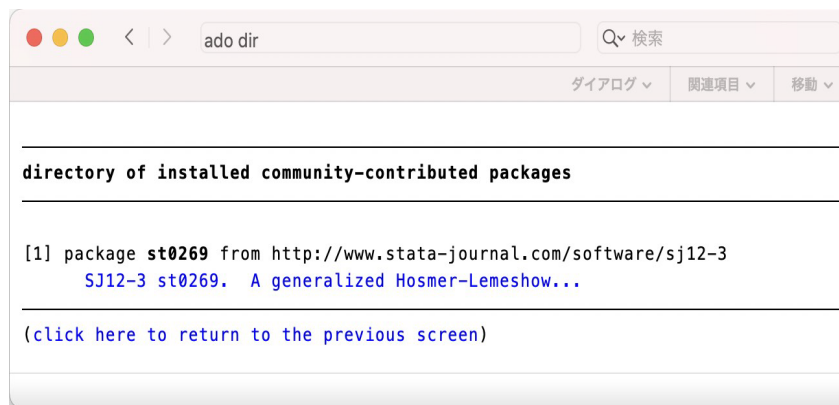 ado dir
検索
ダイアログ 関連項目 移動
directory of installed community-contributed packages
[1] package st0269 from http://www.stata-journal.com/software/sj12-3
SJ12-3 st0269. A generalized Hosmer-Lemeshow...
(click here to return to the previous screen)